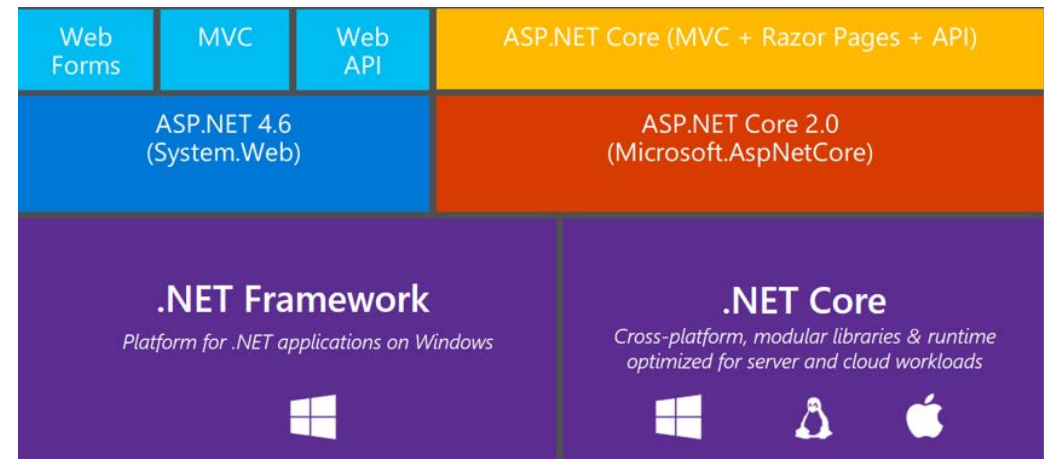 Web
Forms
MVC
Web
API
ASP.NET Core (MVC + Razor Pages + API)
ASP.NET 4.6
(System.Web)
ASP.NET Core 2.0
(Microsoft.AspNetCore)
.NET Framework
Platform for .NET applications on Windows
.NET Core
Cross-platform, modular libraries & runtime
optimized for server and cloud workloads